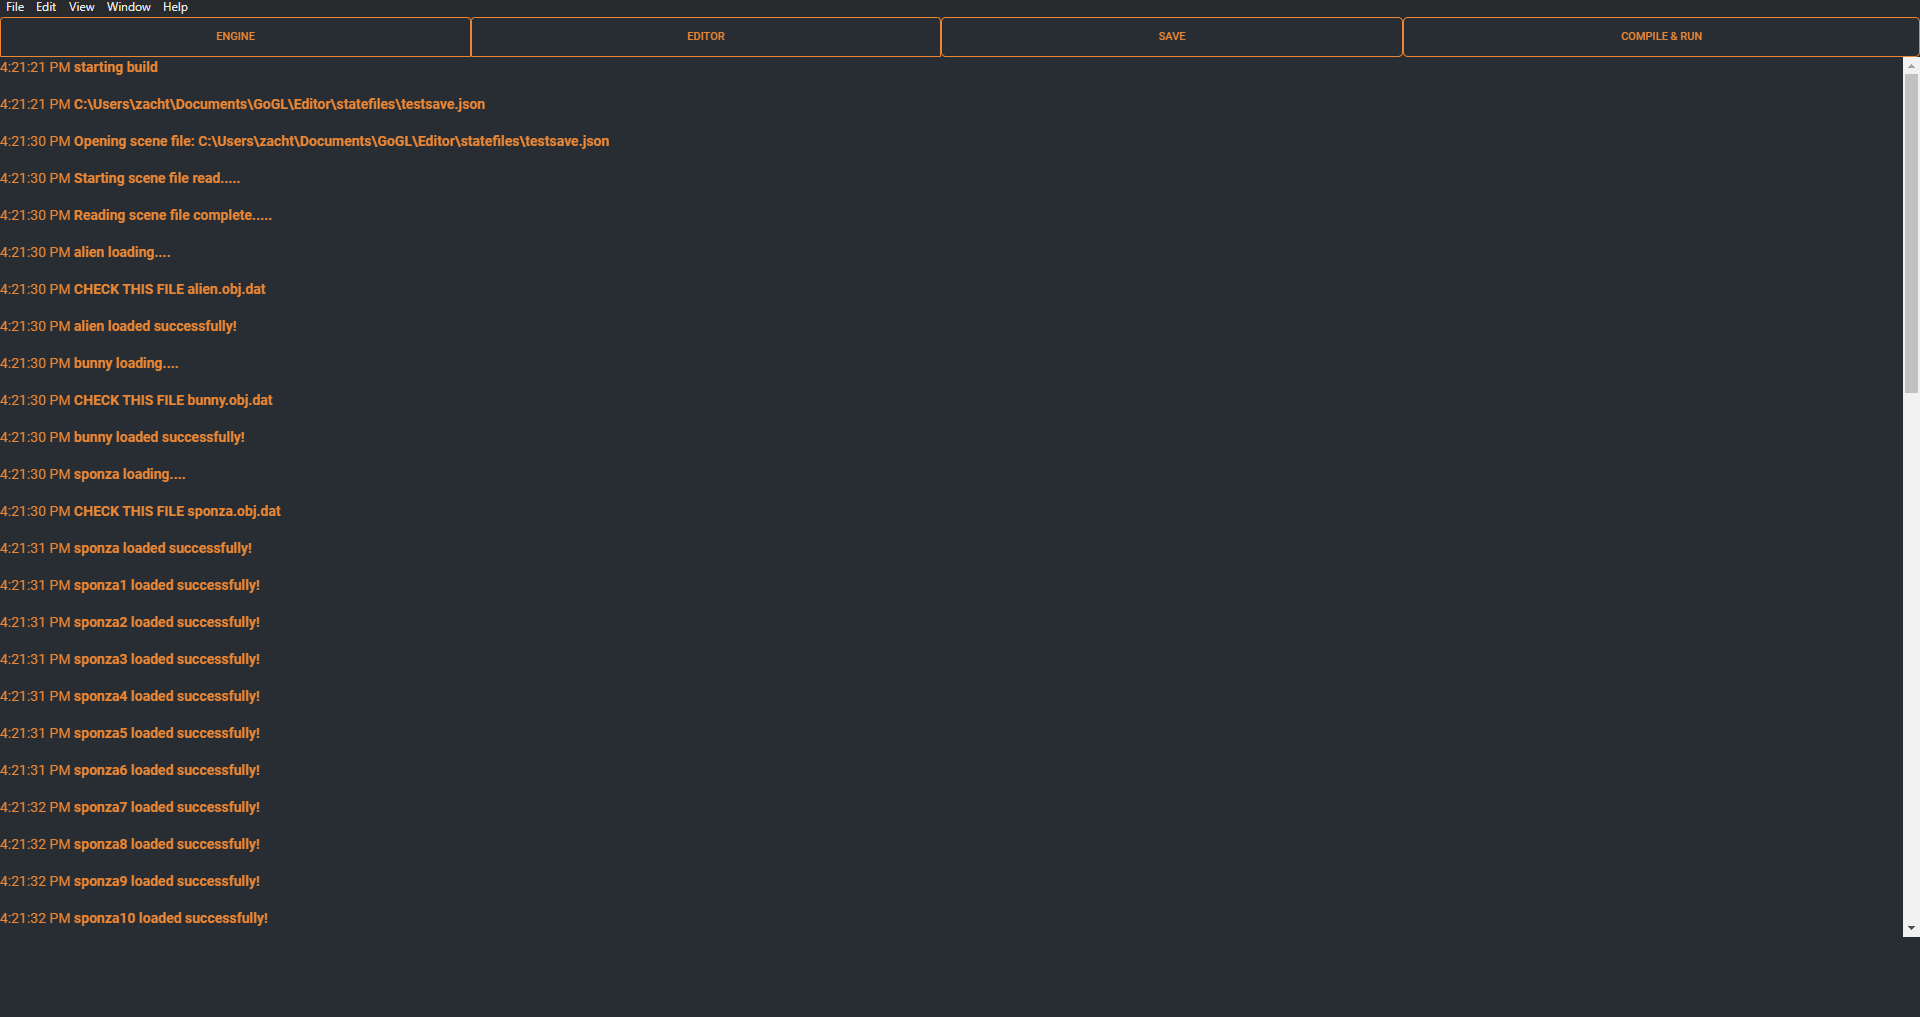 File Edit View Window Help
ENGINE EDITOR SAVE COMPILE & RUN
4:21:21 PM starting build
4:21:21 PM C:\Users\zacht\Documents\GoGL\Editor\statefiles\testsave.json
4:21:30 PM Opening scene file: C:\Users\zacht\Documents\GoGL\Editor\statefiles\testsave.json
4:21:30 PM Starting scene file read.....
4:21:30 PM Reading scene file complete.....
4:21:30 PM alien loading....
4:21:30 PM CHECK THIS FILE alien.obj.dat
4:21:30 PM alien loaded successfully!
4:21:30 PM bunny loading....
4:21:30 PM CHECK THIS FILE bunny.obj.dat
4:21:30 PM bunny loaded successfully!
4:21:30 PM sponza loading....
4:21:30 PM CHECK THIS FILE sponza.obj.dat
4:21:31 PM sponza loaded successfully!
4:21:31 PM sponza1 loaded successfully!
4:21:31 PM sponza2 loaded successfully!
4:21:31 PM sponza3 loaded successfully!
4:21:31 PM sponza4 loaded successfully!
4:21:31 PM sponza5 loaded successfully!
4:21:31 PM sponza6 loaded successfully!
4:21:32 PM sponza7 loaded successfully!
4:21:32 PM sponza8 loaded successfully!
4:21:32 PM sponza9 loaded successfully!
4:21:32 PM sponza10 loaded successfully!